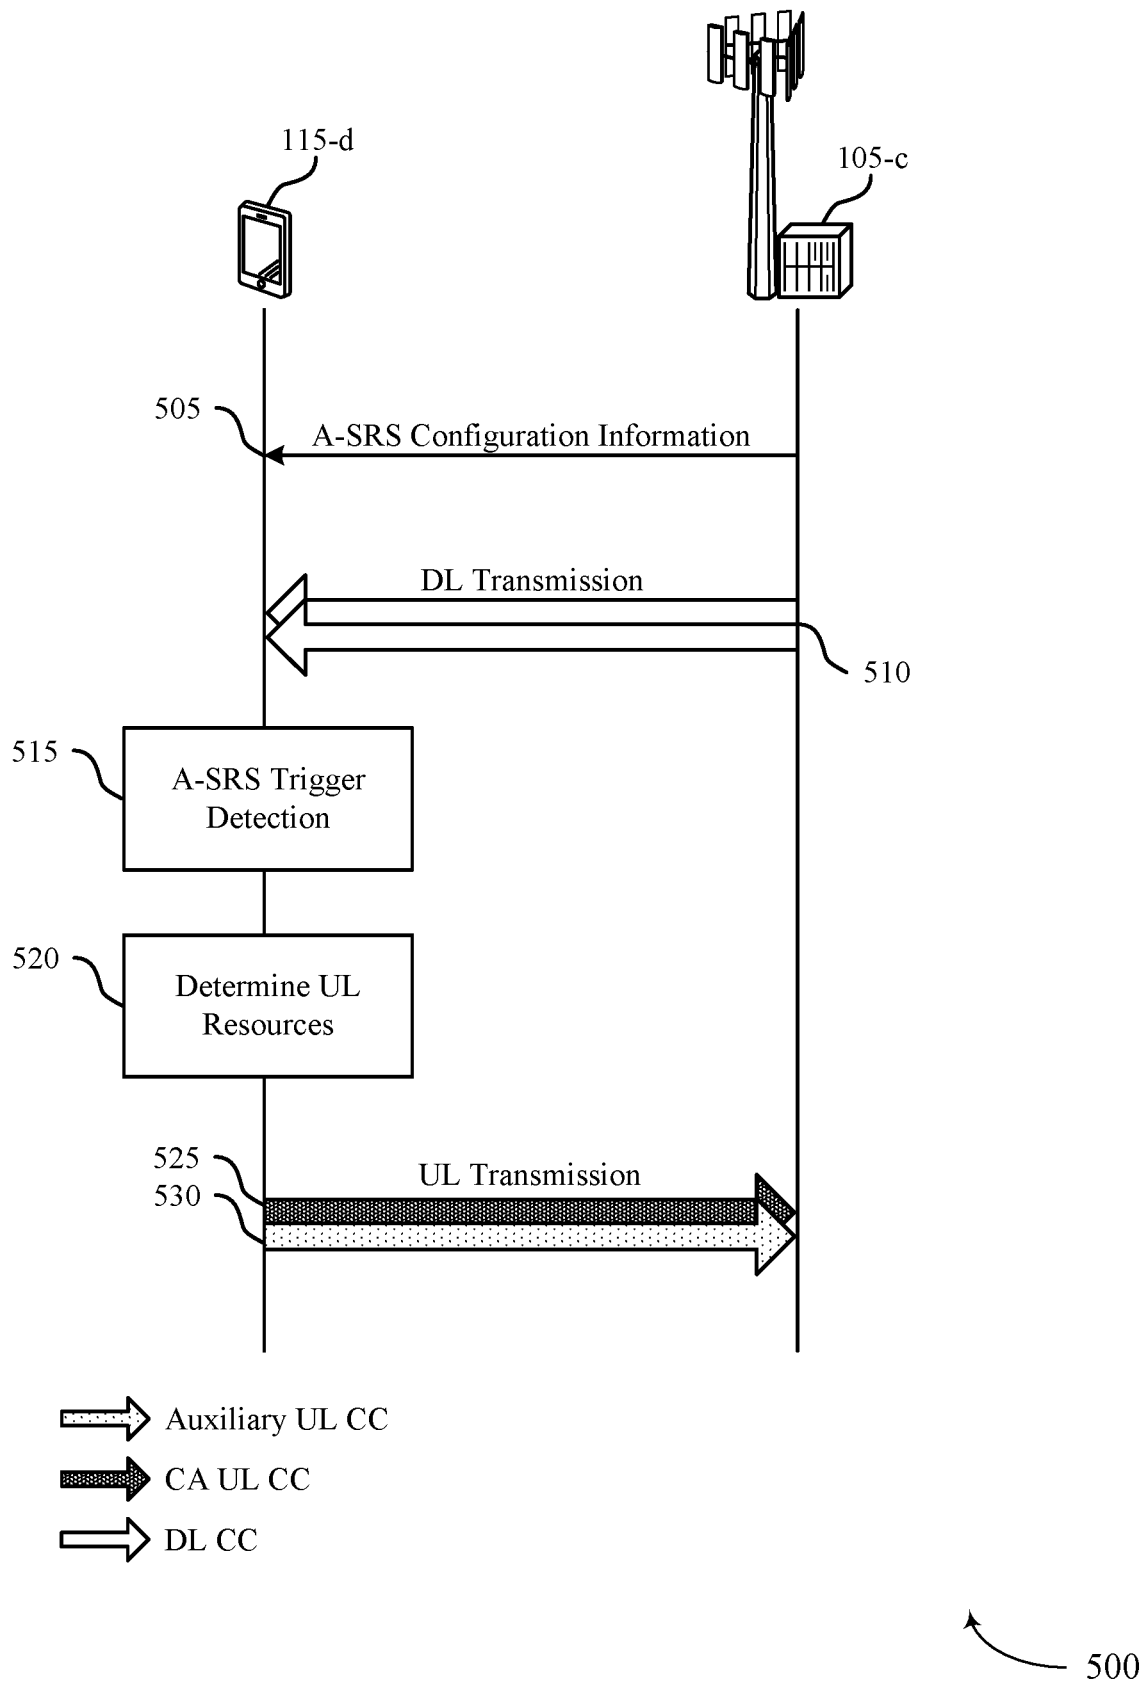 115-d
105-c
505
A-SRS Configuration Information
DL Transmission
510
515
A-SRS Trigger
Detection
520
Determine UL
Resources
525
UL Transmission
530
Auxiliary UL CC
CA UL CC
DL CC
500